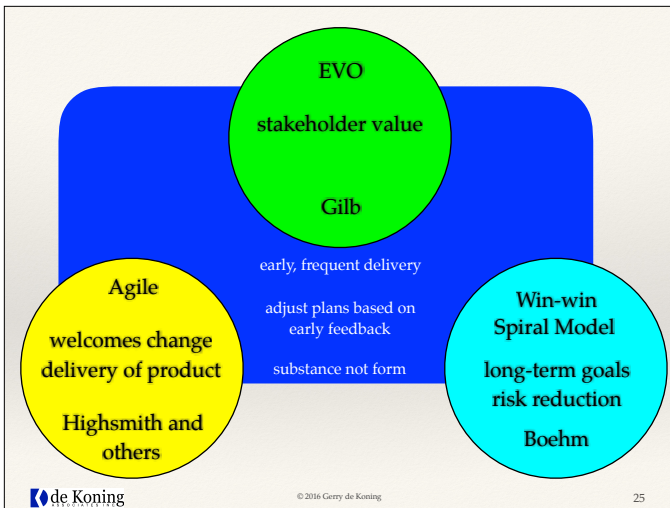 EVO
stakeholder value
Gilb
early, frequent delivery
adjust plans based on
early feedback
substance not form
Agile
welcomes change
delivery of product
Highsmith and
others
Win-win
Spiral Model
long-term goals
risk reduction
Boehm
de Koning
ASSOCIATES INC.
© 2016 Gerry de Koning
25